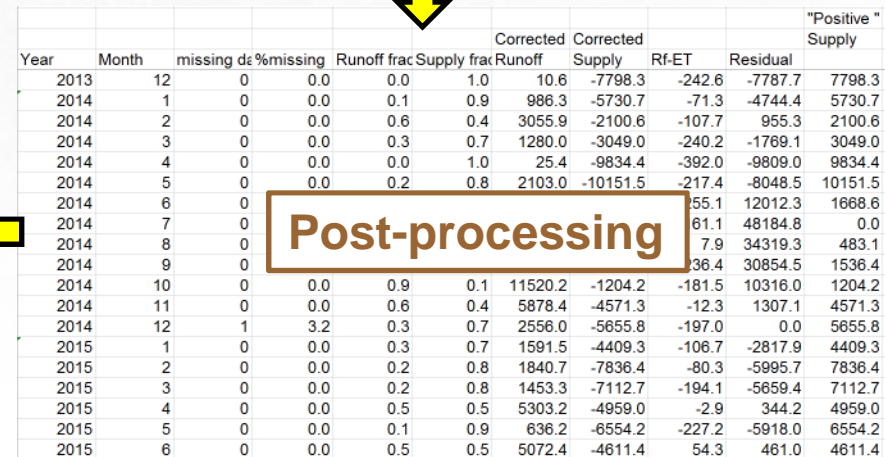 "Positive "
Corrected Corrected Supply
Year Month missing da %missing Runoff frac Supply frac Runoff Supply Rf-ET Residual
2013 12 0 0.0 0.0 1.0 10.6 -7798.3 -242.6 -7787.7 7798.3
2014 1 0 0.0 0.1 0.9 986.3 -5730.7 -71.3 -4744.4 5730.7
2014 2 0 0.0 0.6 0.4 3055.9 -2100.6 -107.7 955.3 2100.6
2014 3 0 0.0 0.3 0.7 1280.0 -3049.0 -240.2 -1769.1 3049.0
2014 4 0 0.0 0.0 1.0 25.4 -9834.4 -392.0 -9809.0 9834.4
2014 5 0 0.0 0.2 0.8 2103.0 -10151.5 -217.4 -8048.5 10151.5
2014 6 0 255.1 12012.3 1668.6
2014 7 0 61.1 48184.8 0.0
Post-processing
2014 8 0 7.9 34319.3 483.1
2014 9 0 236.4 30854.5 1536.4
2014 10 0 0.0 0.9 0.1 11520.2 -1204.2 -181.5 10316.0 1204.2
2014 11 0 0.0 0.6 0.4 5878.4 -4571.3 -12.3 1307.1 4571.3
2014 12 1 3.2 0.3 0.7 2556.0 -5655.8 -197.0 0.0 5655.8
2015 1 0 0.0 0.3 0.7 1591.5 -4409.3 -106.7 -2817.9 4409.3
2015 2 0 0.0 0.2 0.8 1840.7 -7836.4 -80.3 -5995.7 7836.4
2015 3 0 0.0 0.2 0.8 1453.3 -7112.7 -194.1 -5659.4 7112.7
2015 4 0 0.0 0.5 0.5 5303.2 -4959.0 -2.9 344.2 4959.0
2015 5 0 0.0 0.1 0.9 636.2 -6554.2 -227.2 -5918.0 6554.2
2015 6 0 0.0 0.5 0.5 5072.4 -4611.4 54.3 461.0 4611.4